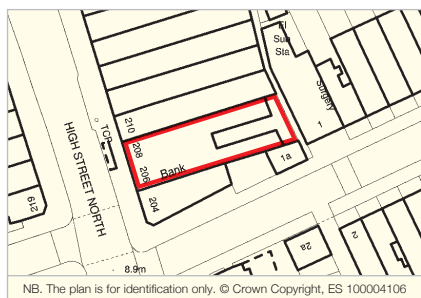 El
Sub
Sta
Surgery
1
210
TCP
208
HIGH STREET NORTH
206
Bank
1a
204
219
2a
2
8.9m
NB. The plan is for identification only. © Crown Copyright, ES 100004106